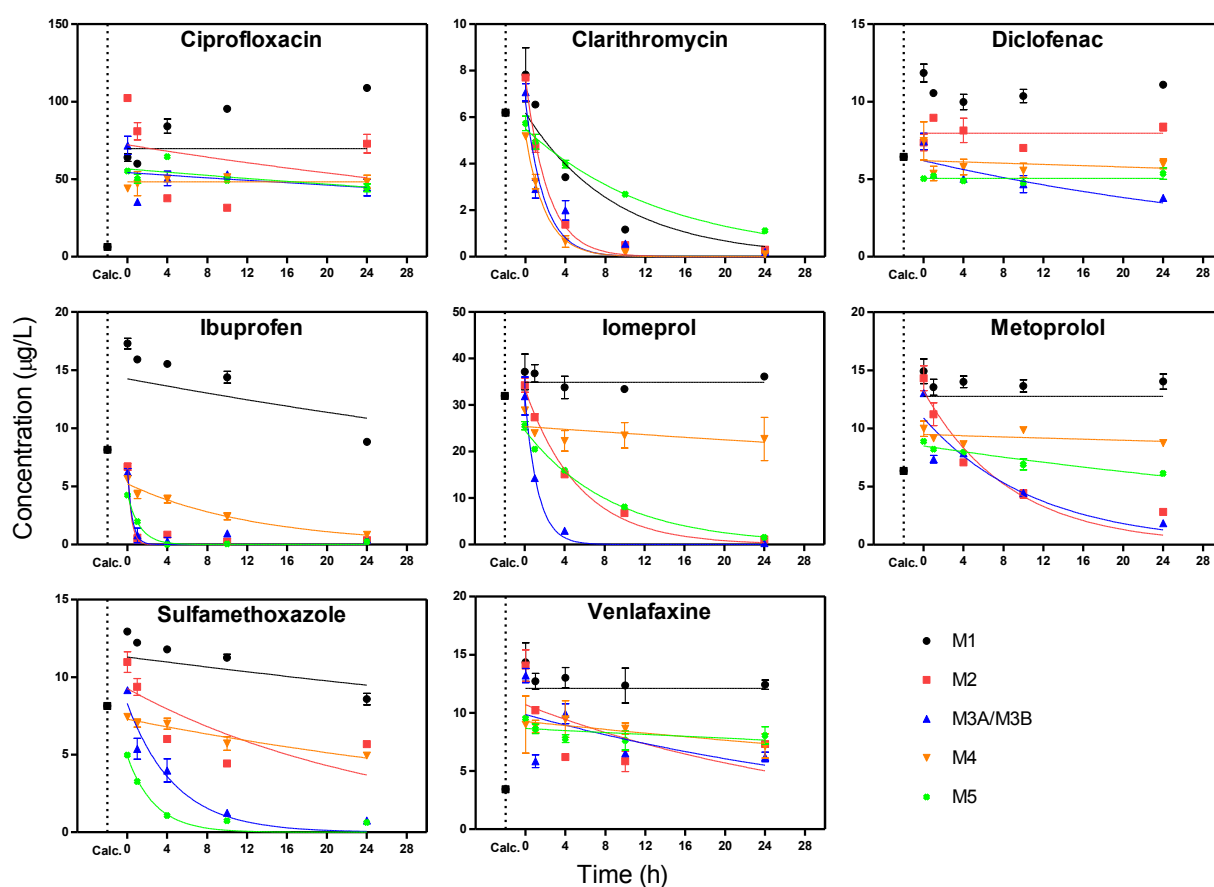 Ciprofloxacin
150
100
50
0
Calc. 0 4 8 12 16 20 24 28
Clarithromycin
10
8
6
4
2
0
Calc. 0 4 8 12 16 20 24 28
Diclofenac
15
10
5
0
Calc. 0 4 8 12 16 20 24 28
Concentration (µg/L)
Ibuprofen
20
15
10
5
0
Calc. 0 4 8 12 16 20 24 28
Iomeprol
50
40
30
20
10
0
Calc. 0 4 8 12 16 20 24 28
Metoprolol
20
15
10
5
0
Calc. 0 4 8 12 16 20 24 28
Sulfamethoxazole
15
10
5
0
Calc. 0 4 8 12 16 20 24 28
Venlafaxine
20
15
10
5
0
Calc. 0 4 8 12 16 20 24 28
M1
M2
M3A/M3B
M4
M5
Time (h)